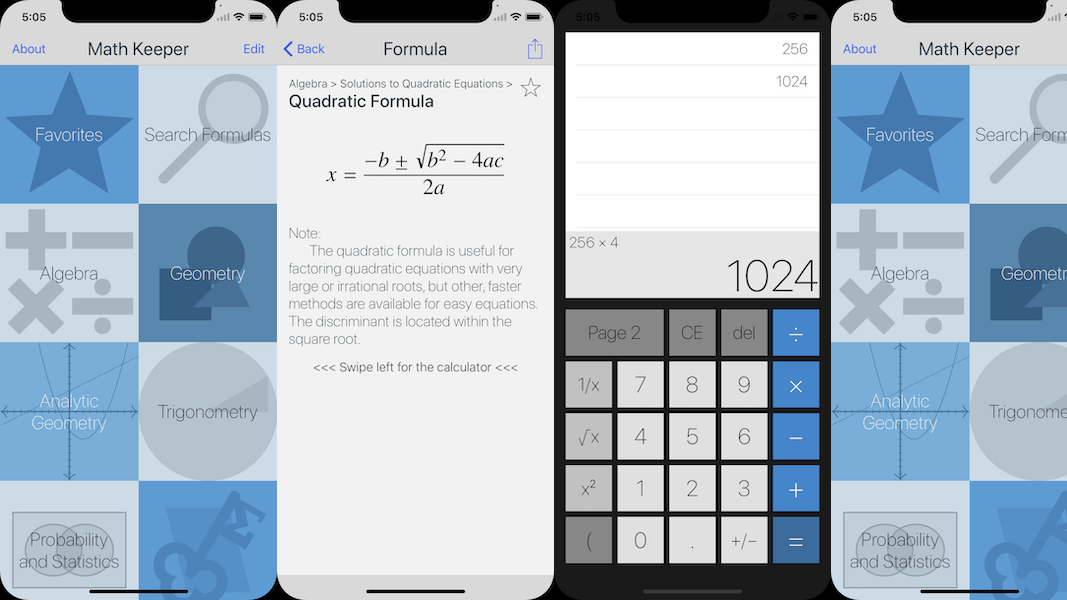 5:05
About Math Keeper Edit
Favorites
Search Formulas
Algebra
Geometry
Analytic
Geometry
Trigonometry
Probability
and Statistics
5:05
Back Formula
Algebra > Solutions to Quadratic Equations >
Quadratic Formula
x = −b ± √b² − 4ac / 2a
Note:
The quadratic formula is useful for
factoring quadratic equations with very
large or irrational roots, but other, faster
methods are available for easy equations.
The discriminant is located within the
square root.
<<< Swipe left for the calculator <<<
5:05
256
1024
256 × 4
1024
Page 2 CE del ÷
1/x 7 8 9 ×
√x 4 5 6 −
x² 1 2 3 +
( 0 . +/− =
5:05
About Math Keeper
Favorites
Search Form
Algebra
Geometr
Analytic
Geometry
Trigonome
Probability
and Statistics